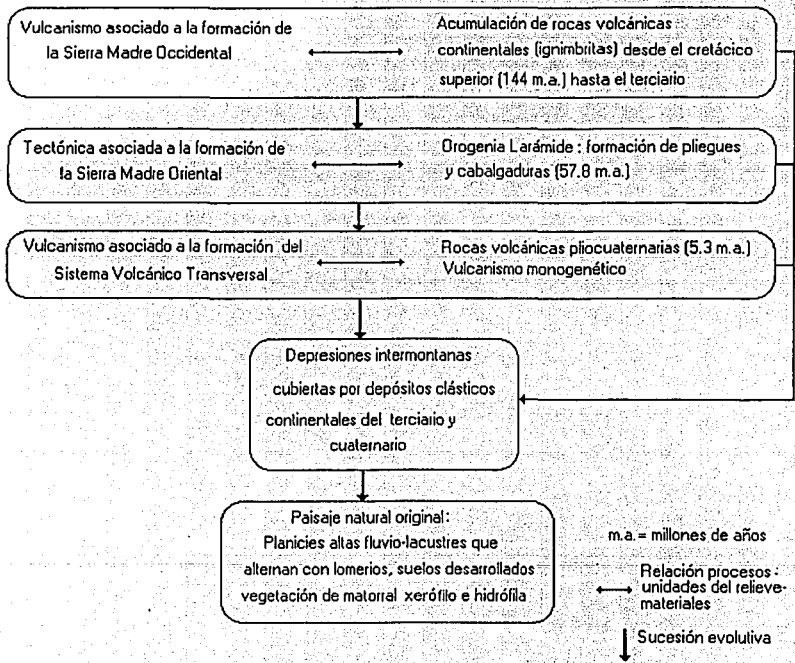 Vulcanismo asociado a la formación de
la Sierra Madre Occidental
Acumulación de rocas volcánicas
continentales (ignimbritas) desde el cretácico
superior (144 m.a.) hasta el terciario
Tectónica asociada a la formación de
la Sierra Madre Oriental
Orogenia Larámide : formación de pliegues
y cabalgaduras (57.8 m.a.)
Vulcanismo asociado a la formación del
Sistema Volcánico Transversal
Rocas volcánicas pliocuaternarias (5.3 m.a.)
Vulcanismo monogenético
Depresiones intermontanas
cubiertas por depósitos clásticos
continentales del terciario y
cuaternario
Paisaje natural original:
Planicies altas fluvio-lacustres que
alternan con lomerios, suelos desarrollados
vegetación de matorral xerófilo e hidrófila
m.a.= millones de años
Relación procesos :
unidades del relieve-
materiales
Sucesión evolutiva